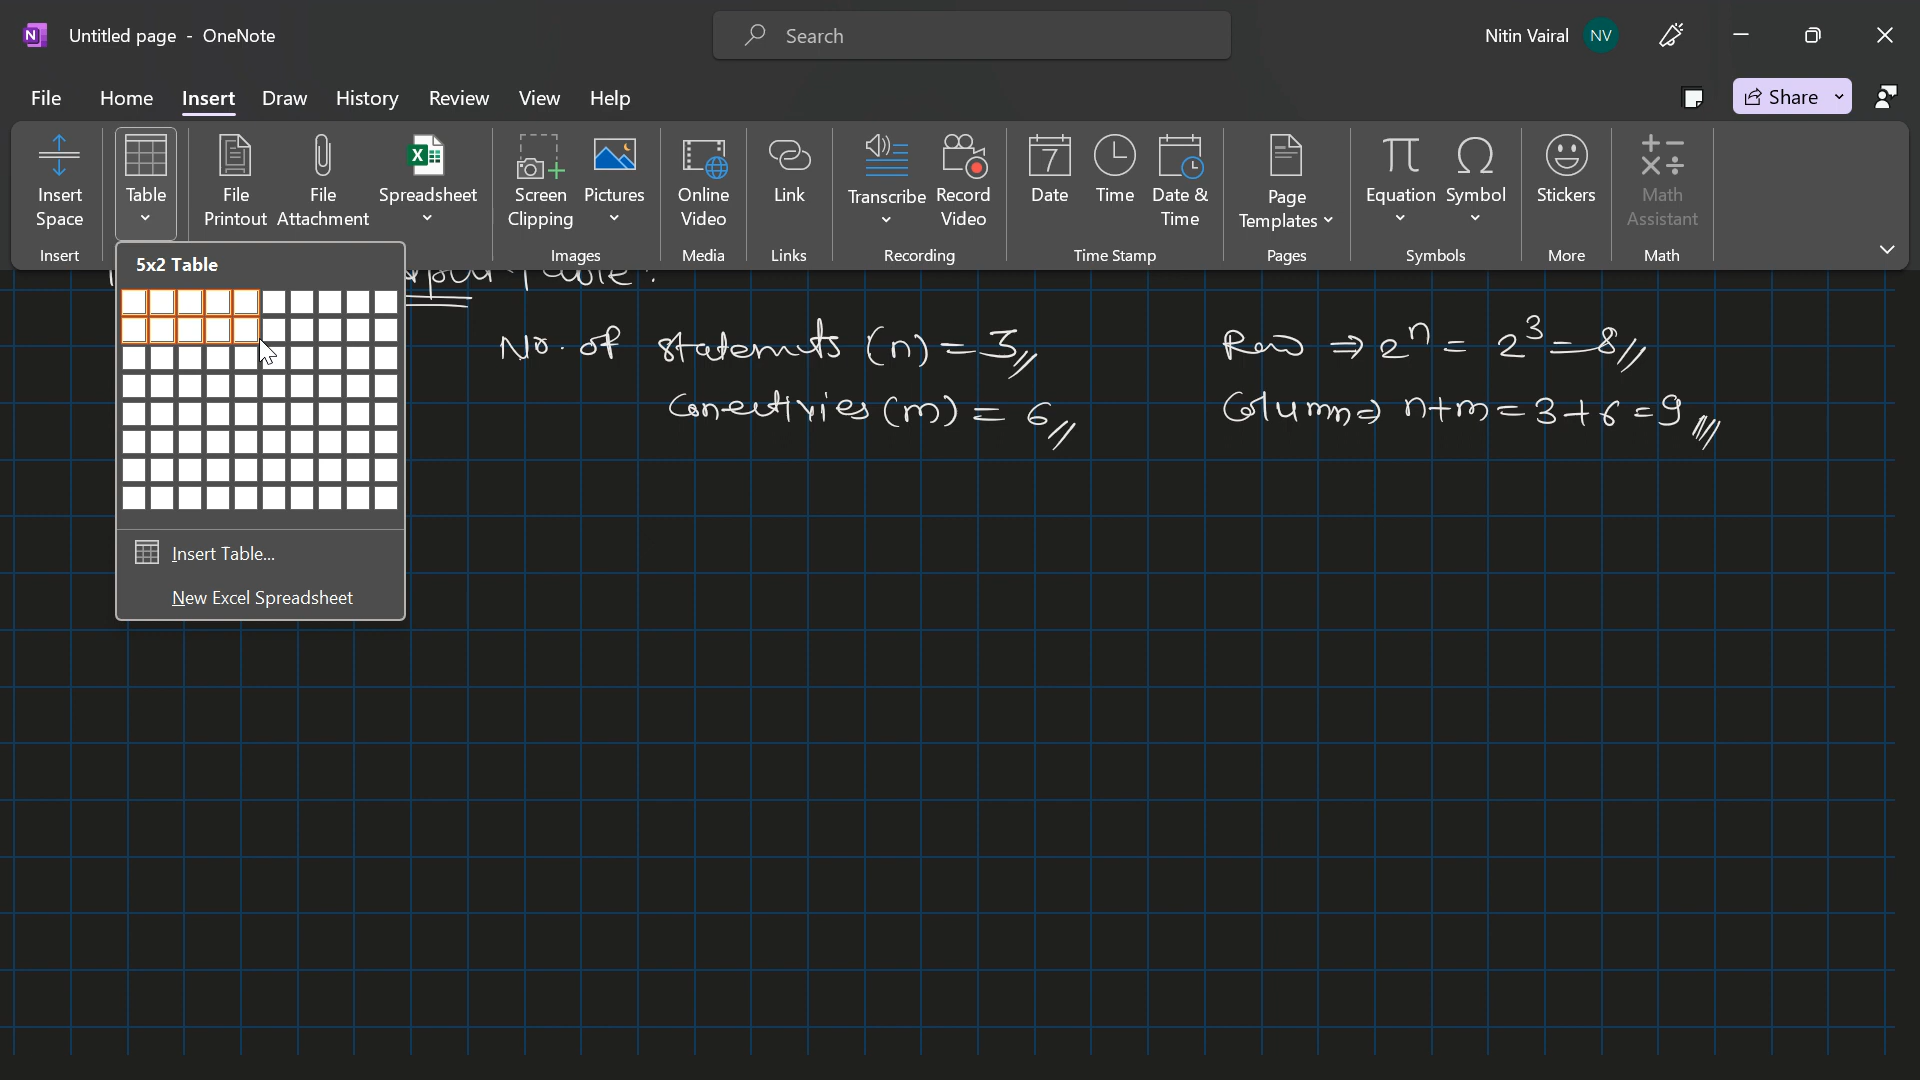 Untitled page - OneNote
Search
Nitin Vairal NV
File Home Insert Draw History Review View Help
Share
Insert Space
Table
File Printout
File Attachment
Spreadsheet
Screen Clipping
Pictures
Online Video
Link
Transcribe
Record Video
7
Date
Time
Date & Time
Page Templates
Equation
Symbol
Stickers
Math Assistant
Insert Images Media Links Recording Time Stamp Pages Symbols More Math
5x2 Table
Insert Table...
New Excel Spreadsheet
No. of statements (n) = 3
Row ⇒ 2ⁿ = 2³ = 8
Conectivies (m) = 6
Column ⇒ n+m = 3+6 = 9